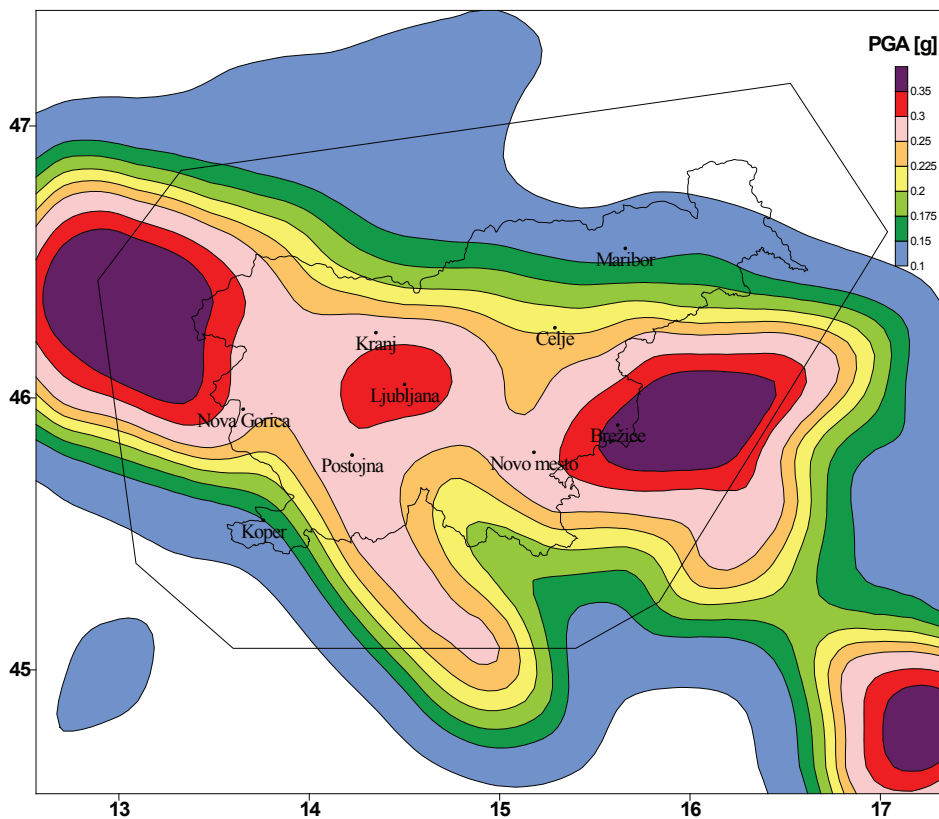 PGA [g]
0.35
0.3
0.25
0.225
0.2
0.175
0.15
0.1
47
46
45
Maribor
Celje
Kranj
Ljubljana
Nova Gorica
Brežice
Postojna
Novo mesto
Koper
13
14
15
16
17